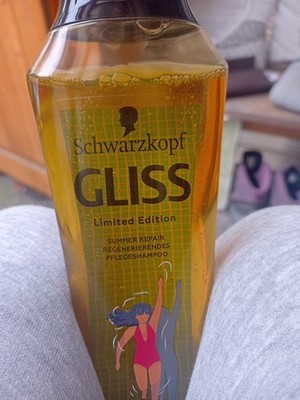 Schwarzkopf
GLISS
Limited Edition
SUMMER REPAIR
REGENERIERENDES
PFLEGESHAMPOO